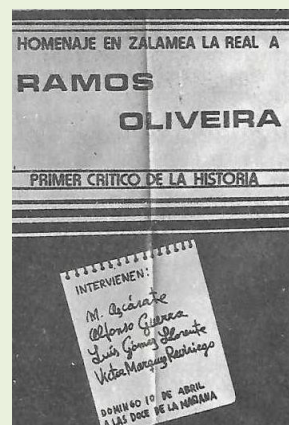 HOMENAJE EN ZALAMEA LA REAL A
RAMOS
OLIVEIRA
PRIMER CRITICO DE LA HISTORIA
INTERVIENEN:
M. Azcárate
Alfonso Guerra
Luis Gómez Llorente
Victor Marquez Reviriego
DOMINGO 10 DE ABRIL
A LAS DOCE DE LA MAÑANA